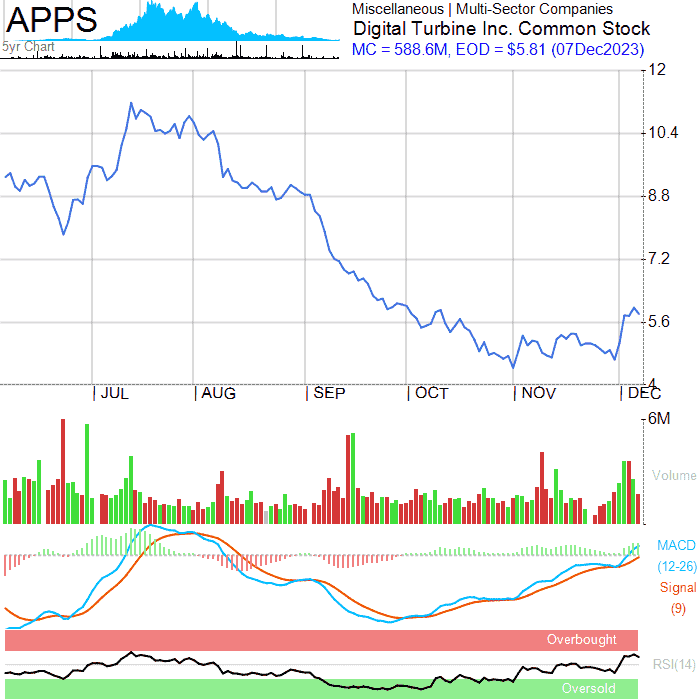 APPS
5yr Chart
Miscellaneous | Multi-Sector Companies
Digital Turbine Inc. Common Stock
MC = 588.6M, EOD = $5.81 (07Dec2023)
12
10.4
8.8
7.2
5.6
4
JUL
AUG
SEP
OCT
NOV
DEC
6M
Volume
MACD
(12-26)
Signal
(9)
Overbought
RSI(14)
Oversold